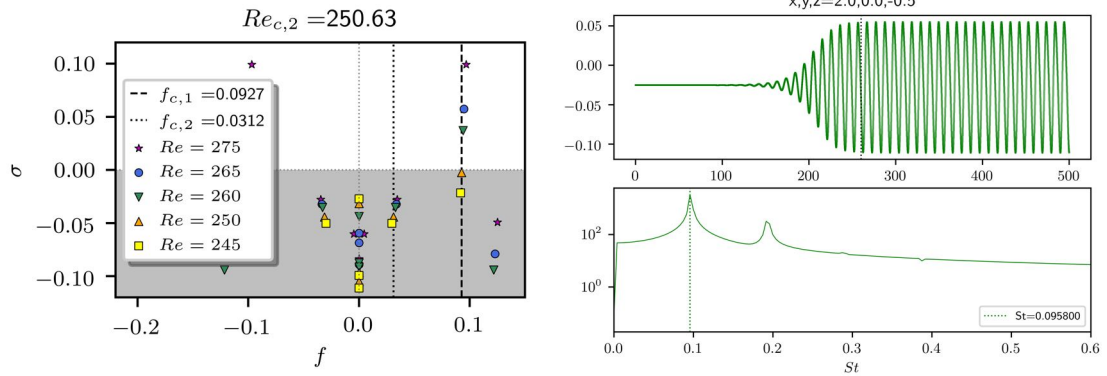 Re_{c,2} =250.63
0.10
0.05
0.00
−0.05
−0.10
σ
f_{c,1} =0.0927
f_{c,2} =0.0312
Re = 275
Re = 265
Re = 260
Re = 250
Re = 245
−0.2
−0.1
0.0
0.1
f
x,y,z=2.0,0.0,-0.5
0.05
0.00
−0.05
−0.10
0
100
200
300
400
500
10^2
10^0
St=0.095800
0.0
0.1
0.2
0.3
0.4
0.5
0.6
St